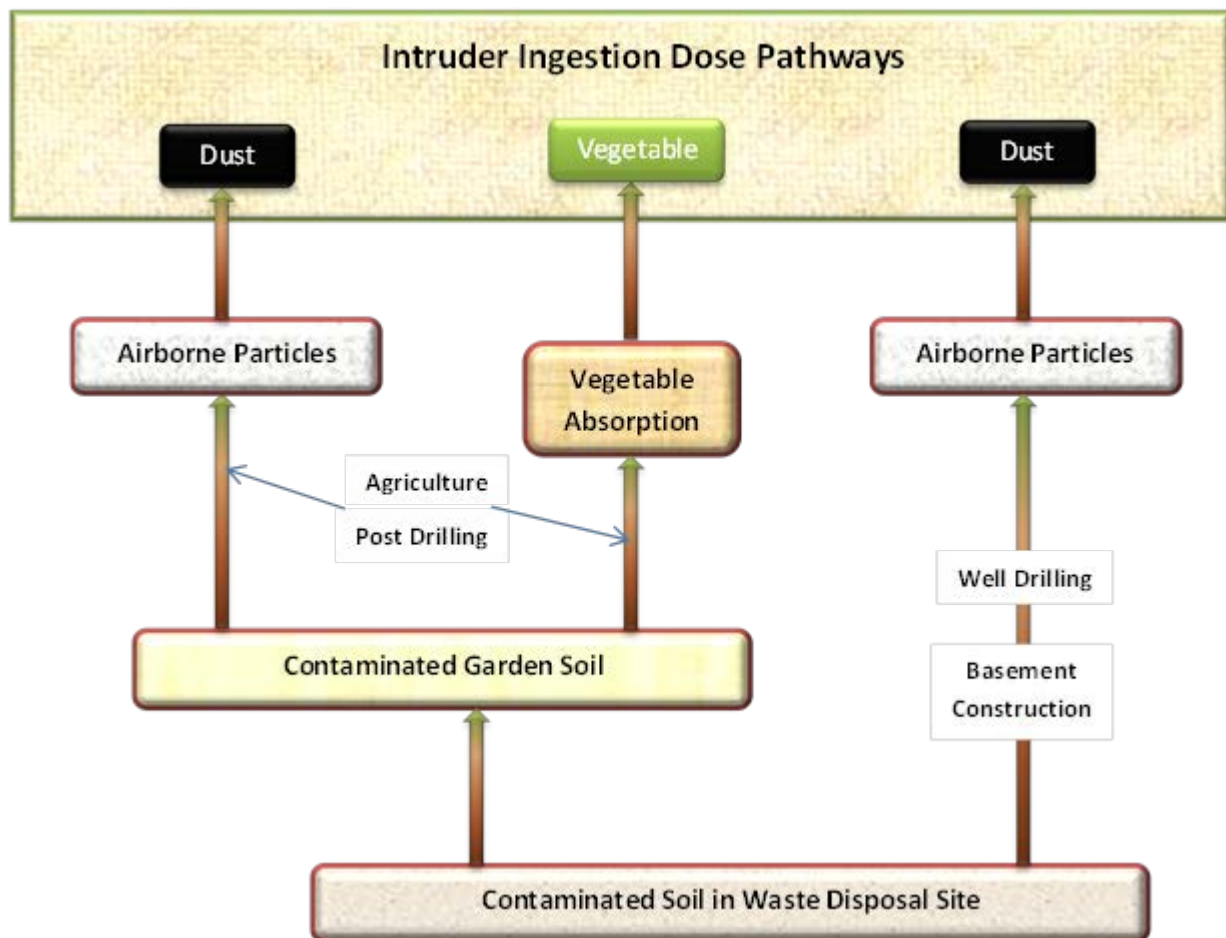 Intruder Ingestion Dose Pathways
Dust
Vegetable
Dust
Airborne Particles
Vegetable
Absorption
Airborne Particles
Agriculture
Post Drilling
Well Drilling
Basement
Construction
Contaminated Garden Soil
Contaminated Soil in Waste Disposal Site